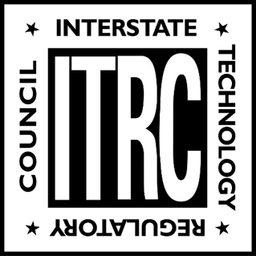 INTERSTATE
TECHNOLOGY
REGULATORY
COUNCIL
ITRC